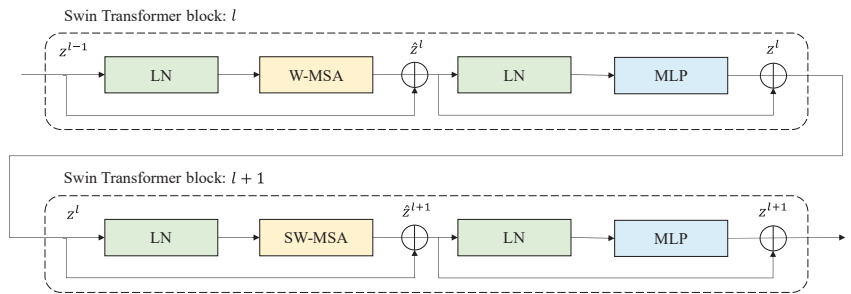 Swin Transformer block: l
z^{l-1} ẑ^l z^l
LN W-MSA LN MLP
Swin Transformer block: l + 1
z^l ẑ^{l+1} z^{l+1}
LN SW-MSA LN MLP